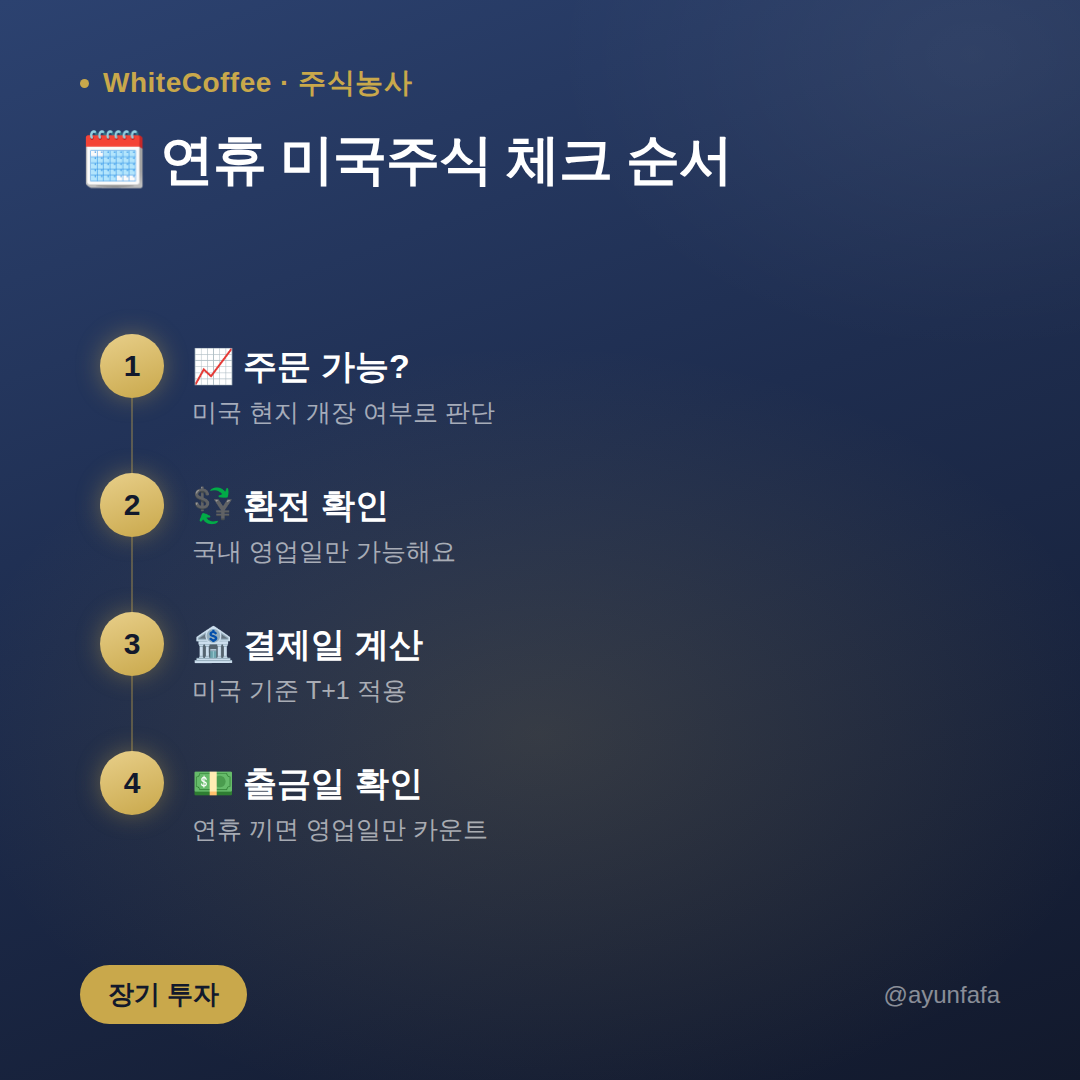 • WhiteCoffee · 주식농사
🗓️ 연휴 미국주식 체크 순서
1
📈 주문 가능?
미국 현지 개장 여부로 판단
2
💱 환전 확인
국내 영업일만 가능해요
3
🏦 결제일 계산
미국 기준 T+1 적용
4
💵 출금일 확인
연휴 끼면 영업일만 카운트
장기 투자
@ayunfafa